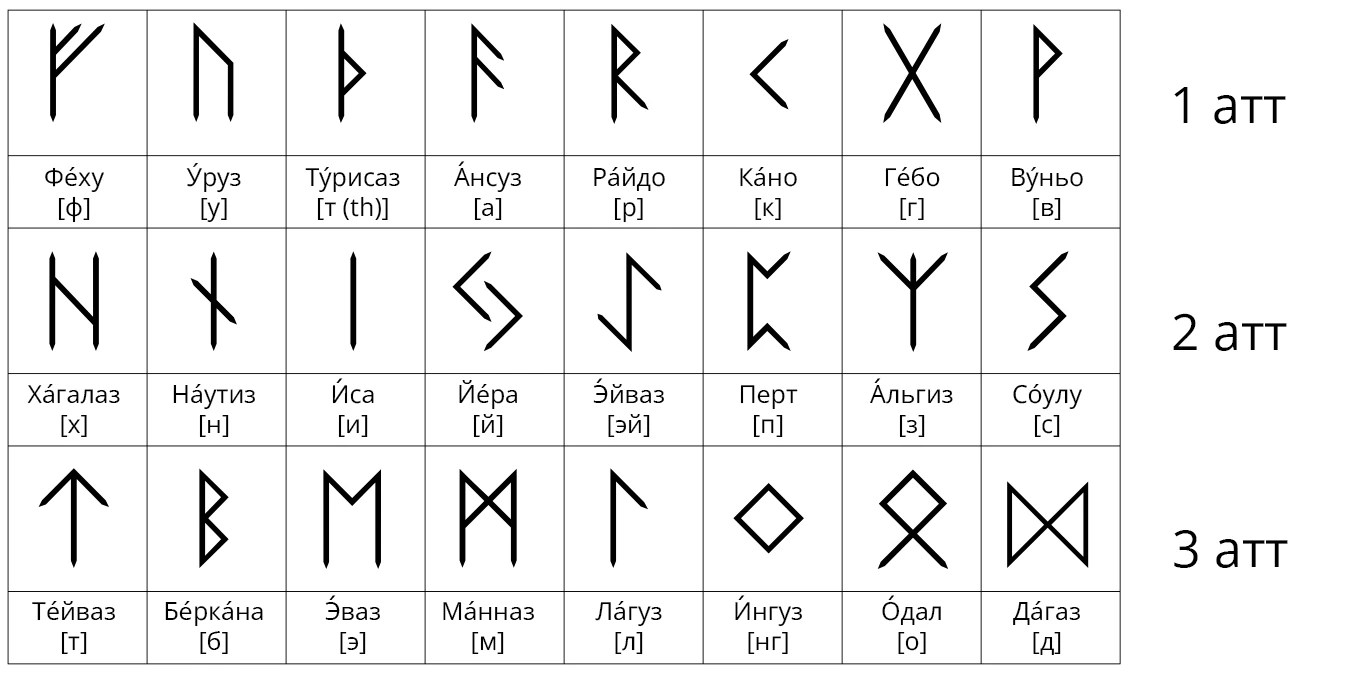 ᚠ ᚢ ᚦ ᚨ ᚱ ᚲ ᚷ ᚹ
1 атт
Фе́ху У́руз Ту́рисаз А́нсуз Ра́йдо Ка́но Ге́бо Ву́ньо
[ф] [у] [т (th)] [а] [р] [к] [г] [в]
ᚺ ᚾ ᛁ ᛃ ᛇ ᛈ ᛉ ᛊ
2 атт
Ха́галаз На́утиз И́са Йе́ра Э́йваз Перт А́льгиз Со́улу
[х] [н] [и] [й] [эй] [п] [з] [с]
ᛏ ᛒ ᛖ ᛗ ᛚ ᛜ ᛟ ᛞ
3 атт
Те́йваз Бе́рка́на Э́ваз Ма́нназ Ла́гуз И́нгуз О́дал Да́газ
[т] [б] [э] [м] [л] [нг] [о] [д]